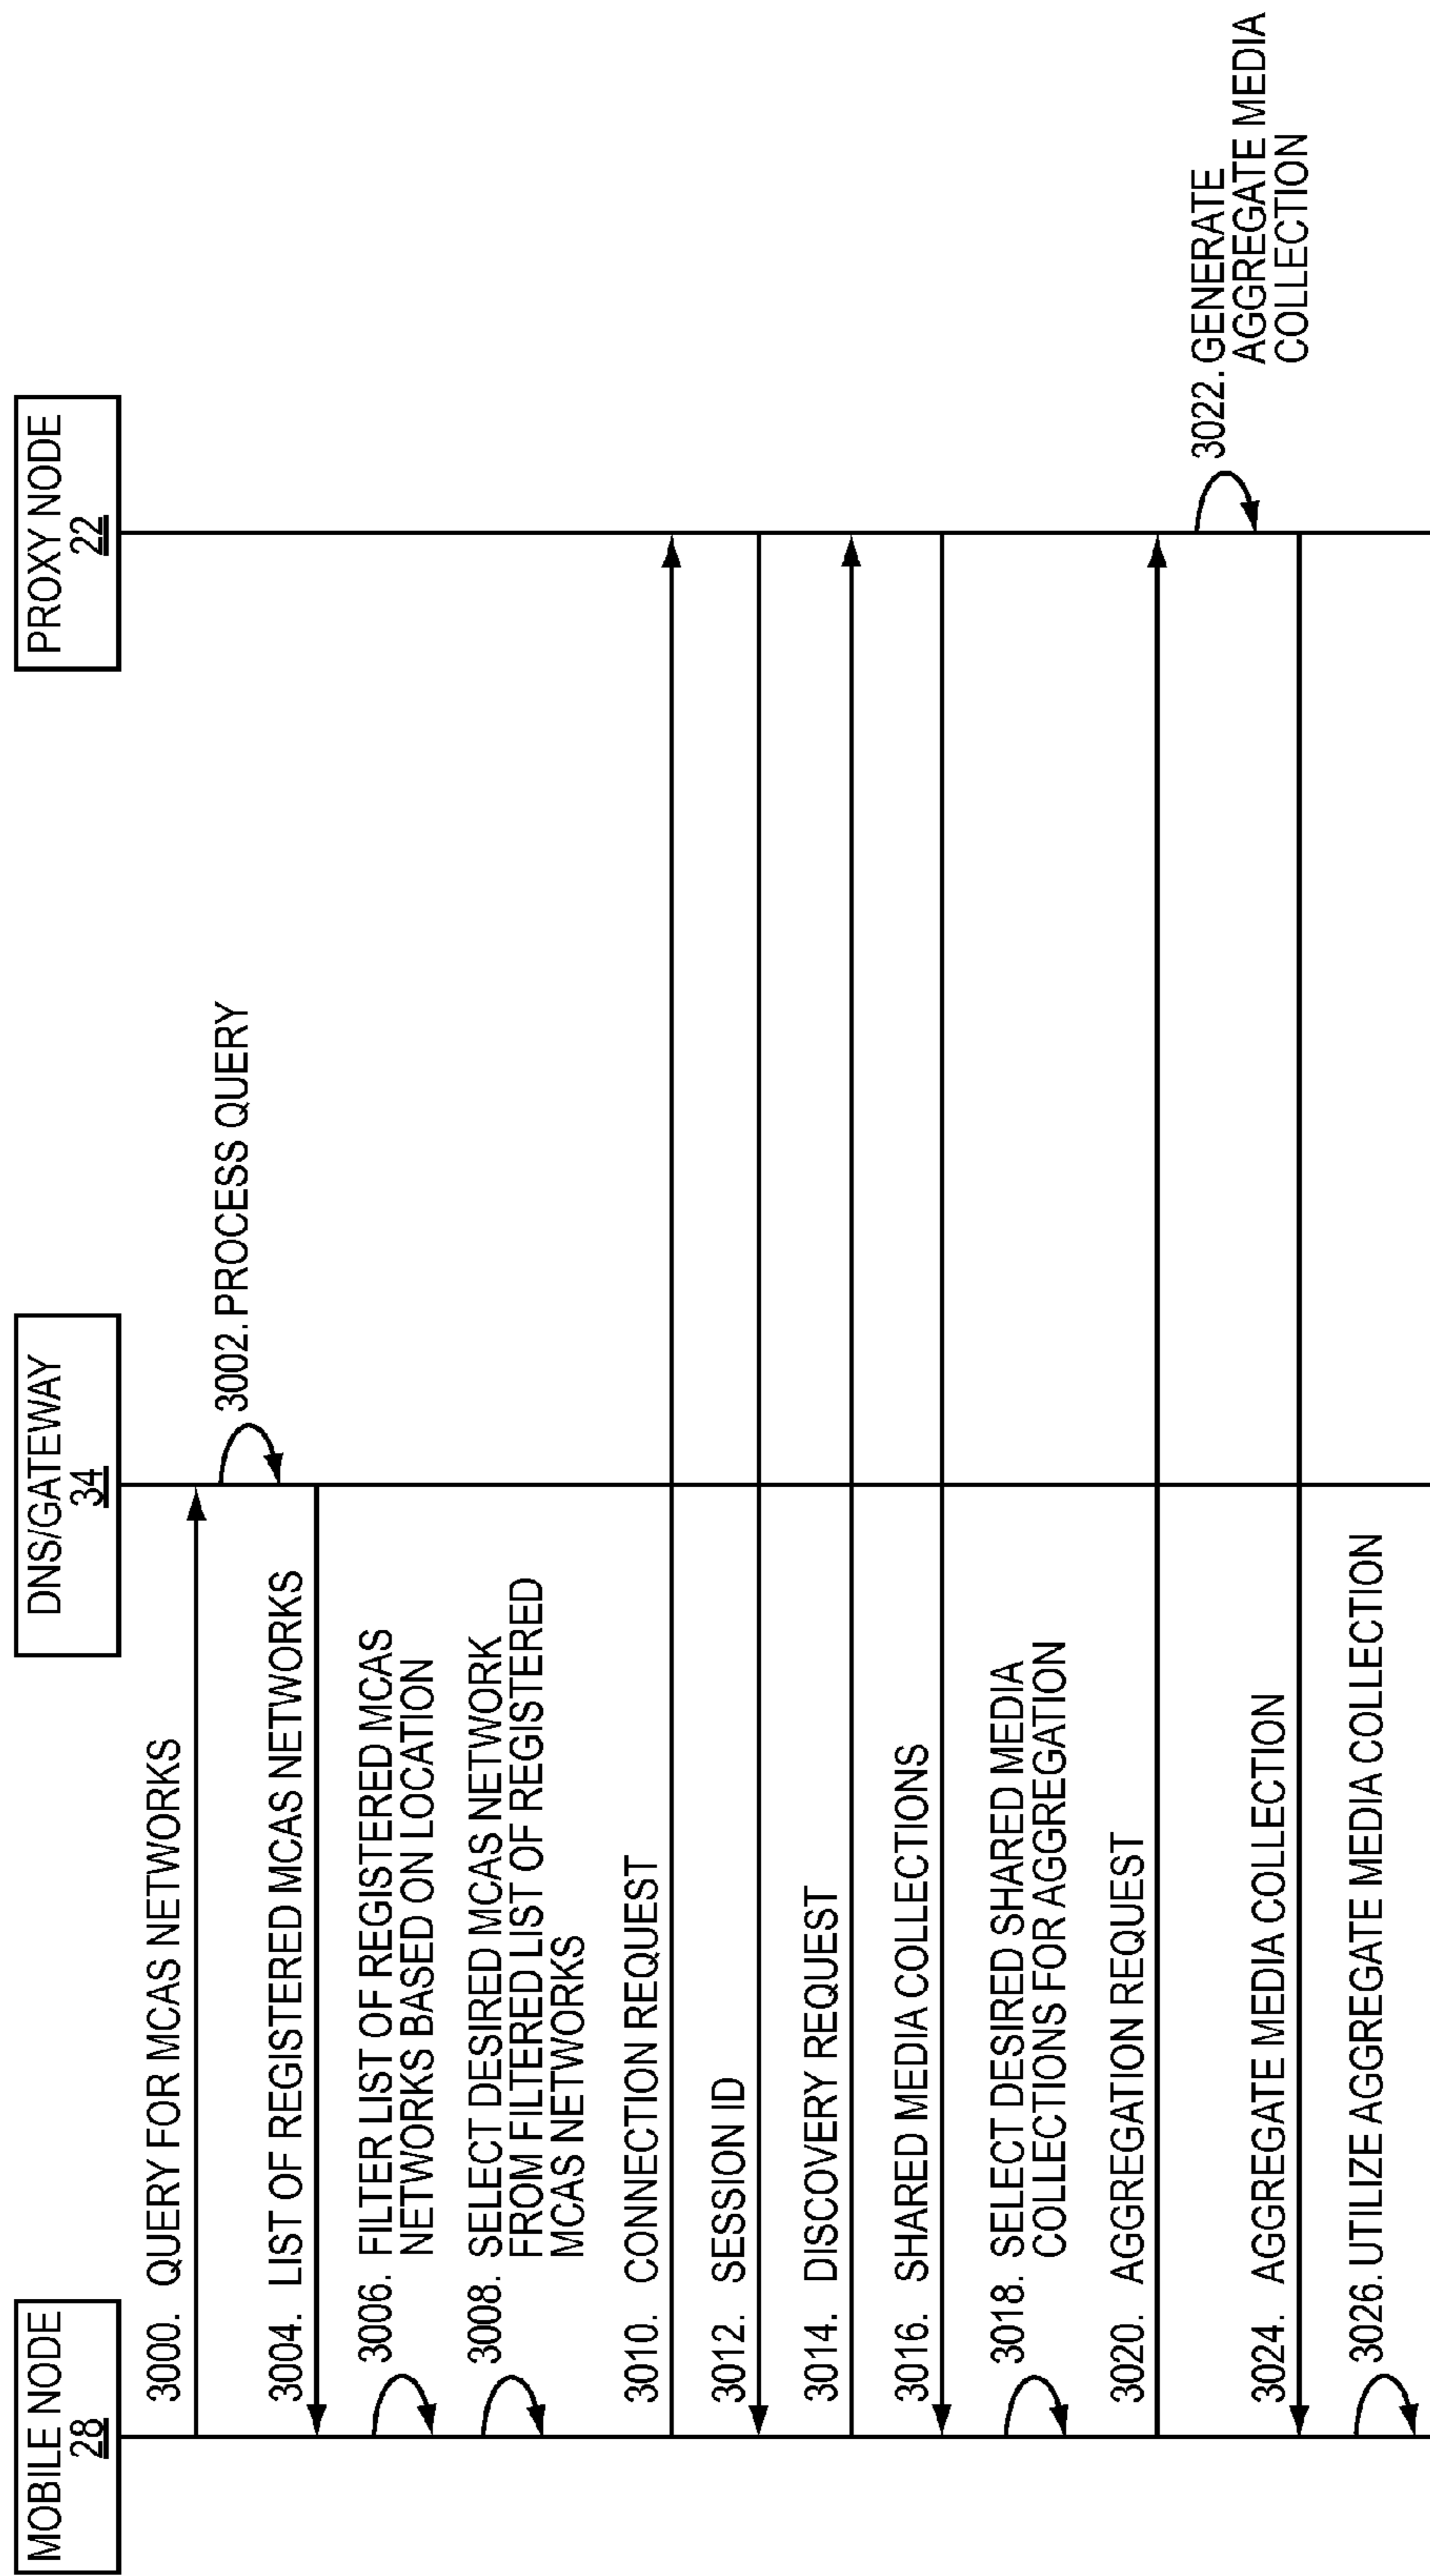 MOBILE NODE
28
DNS/GATEWAY
34
PROXY NODE
22
3000. QUERY FOR MCAS NETWORKS
3002. PROCESS QUERY
3004. LIST OF REGISTERED MCAS NETWORKS
3006. FILTER LIST OF REGISTERED MCAS
NETWORKS BASED ON LOCATION
3008. SELECT DESIRED MCAS NETWORK
FROM FILTERED LIST OF REGISTERED
MCAS NETWORKS
3010. CONNECTION REQUEST
3012. SESSION ID
3014. DISCOVERY REQUEST
3016. SHARED MEDIA COLLECTIONS
3018. SELECT DESIRED SHARED MEDIA
COLLECTIONS FOR AGGREGATION
3020. AGGREGATION REQUEST
3022. GENERATE
AGGREGATE MEDIA
COLLECTION
3024. AGGREGATE MEDIA COLLECTION
3026. UTILIZE AGGREGATE MEDIA COLLECTION